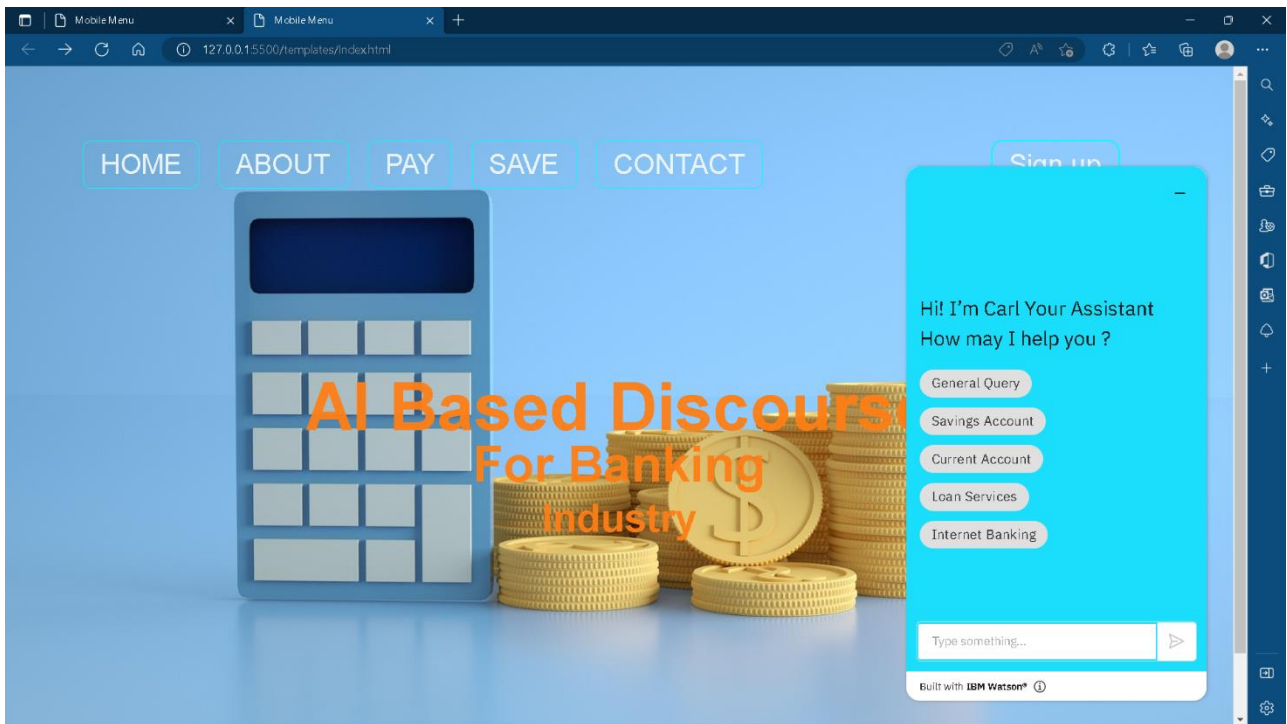 Mobile Menu
Mobile Menu
127.0.0.1:5500/templates/Index.html
HOME ABOUT PAY SAVE CONTACT Sign up
Hi! I'm Carl Your Assistant
How may I help you ?
General Query
Savings Account
Current Account
Loan Services
Internet Banking
AI Based Discourse
For Banking
Industry
Type something...
Built with IBM Watson®